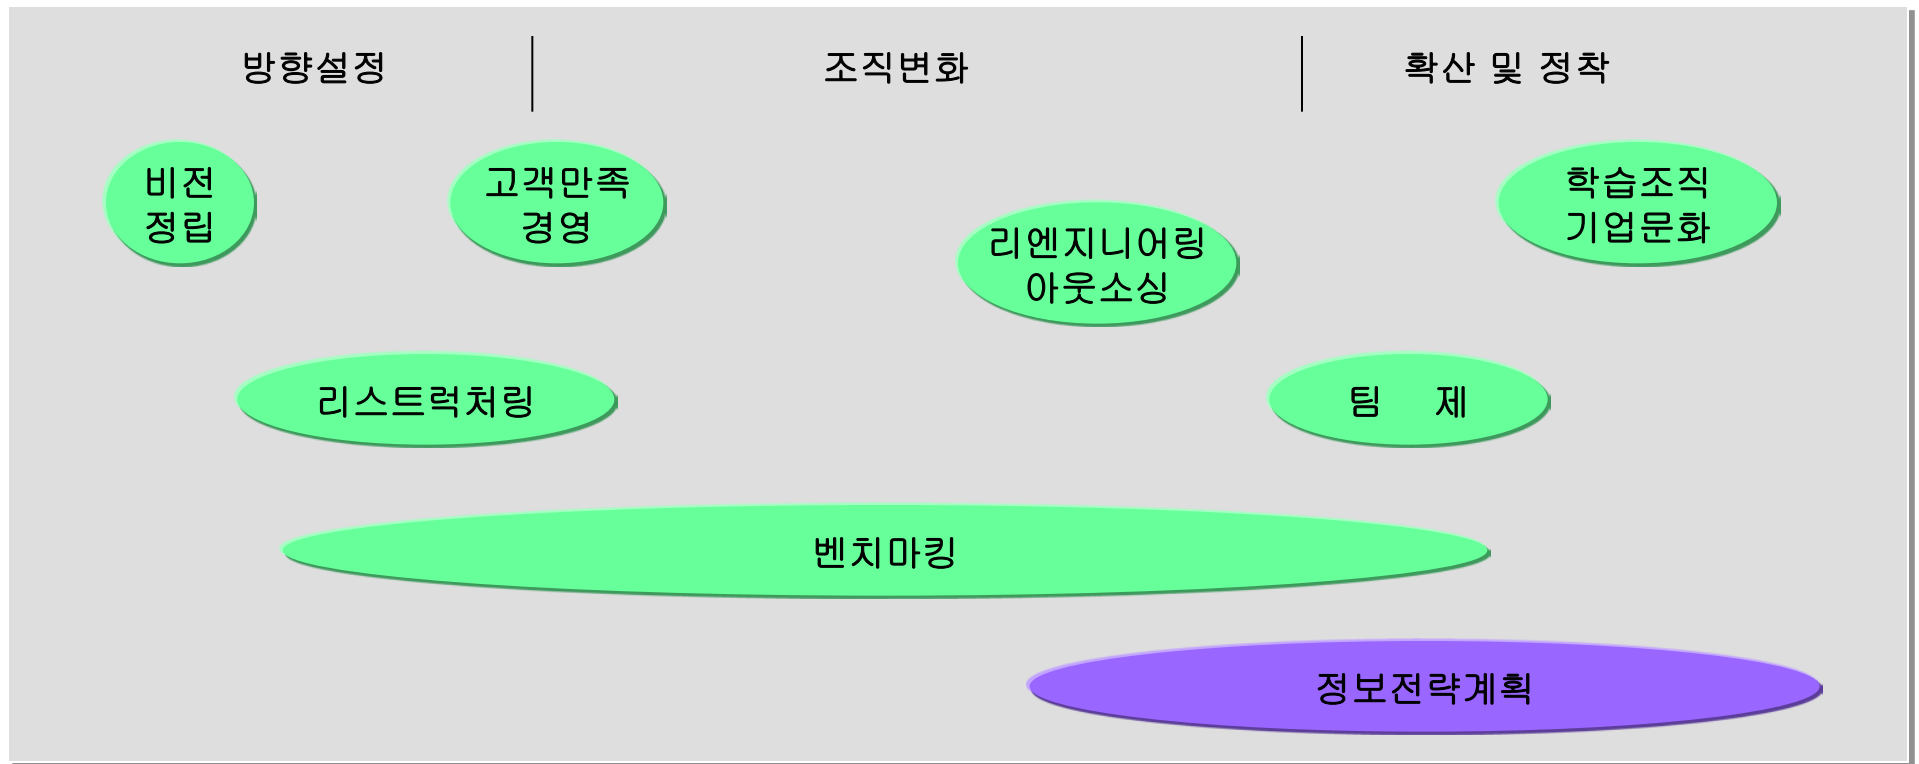 방향설정
조직변화
확산 및 정착
비전
정립
고객만족
경영
리엔지니어링
아웃소싱
학습조직
기업문화
리스트럭처링
팀 제
벤치마킹
정보전략계획